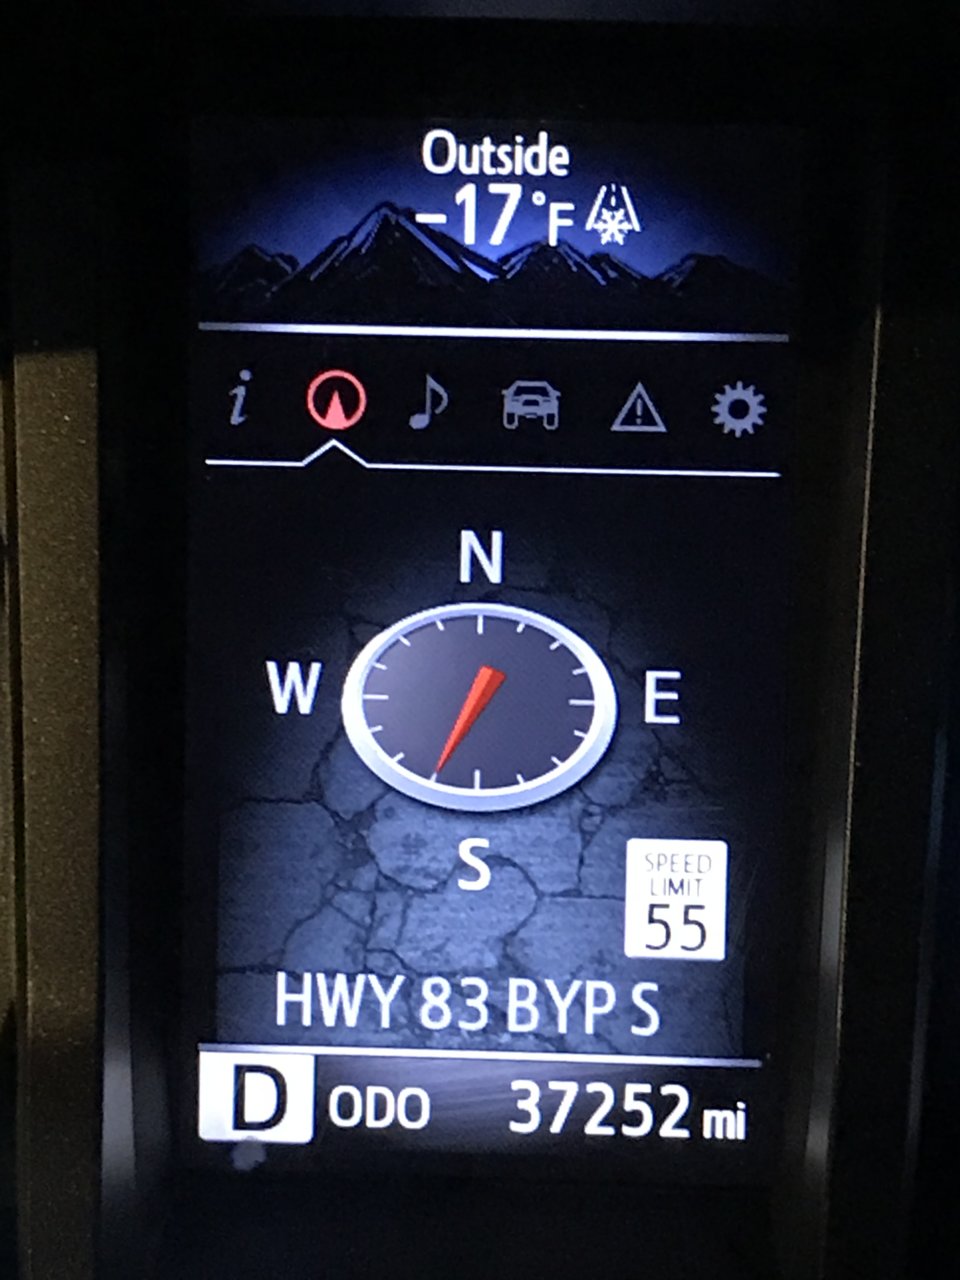 Outside
-17°F
i
N
W E
S
SPEED
LIMIT
55
HWY 83 BYP S
D ODO 37252 mi